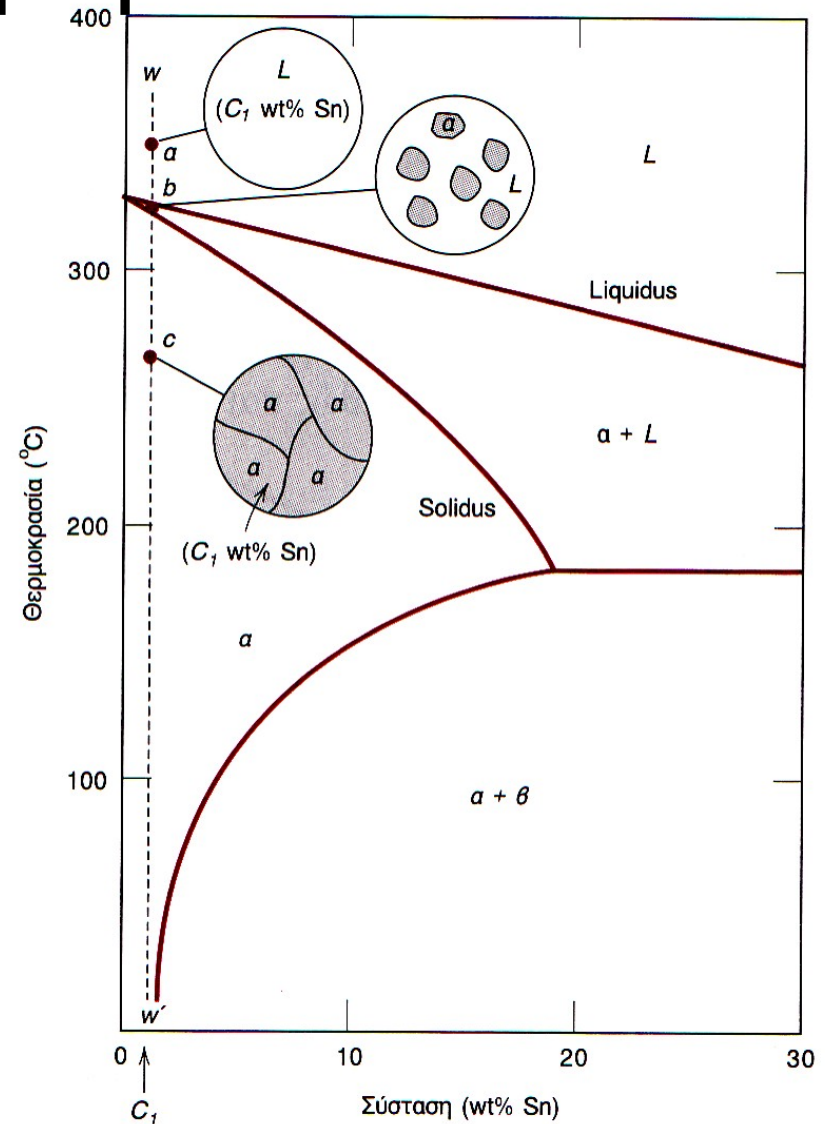 400
w
L
(C₁ wt% Sn)
a
α
L
L
b
300
Liquidus
c
α
α
α
α
α + L
200
Solidus
(C₁ wt% Sn)
α
100
α + β
w′
0
10
20
30
C₁
Σύσταση (wt% Sn)
Θερμοκρασία (°C)